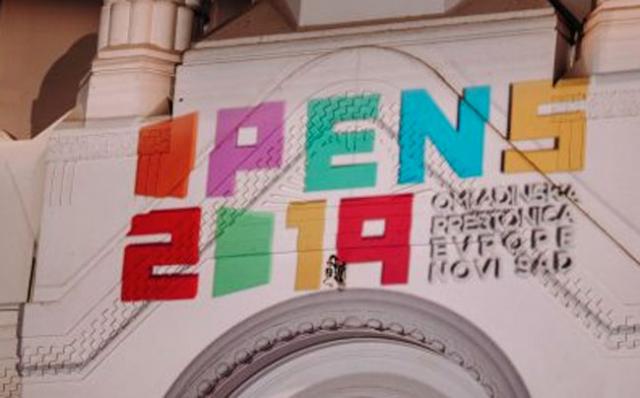 OPENS
2019
OMLADINSKA
PRESTONICA
EVROPE
NOVI SAD